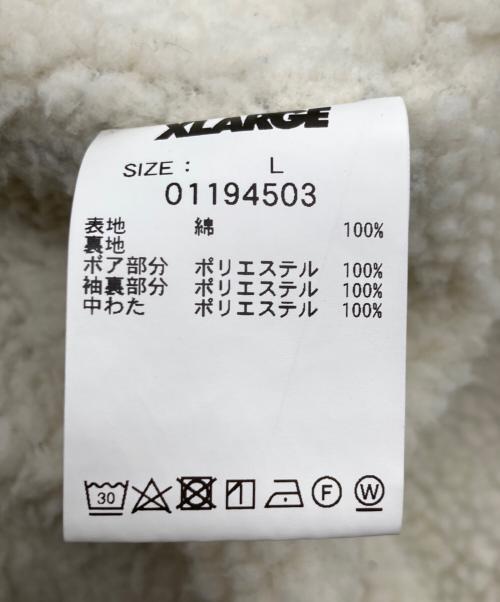 XLARGE
SIZE : L
01194503
表地 綿 100%
裏地
ボア部分 ポリエステル 100%
袖裏部分 ポリエステル 100%
中わた ポリエステル 100%
30 F W